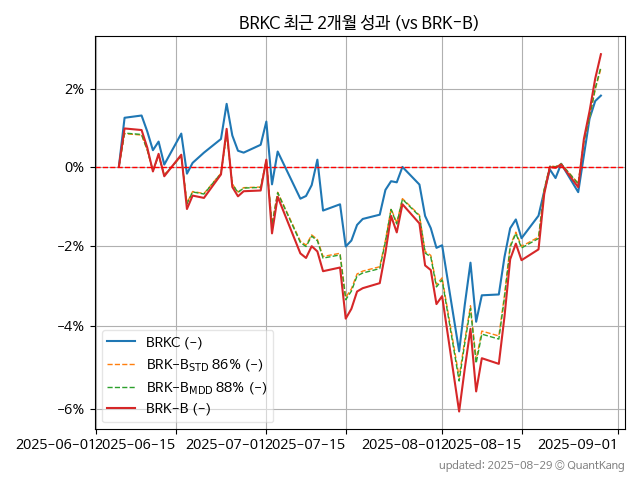 BRKC 최근 2개월 성과 (vs BRK-B)
2%
0%
−2%
−4%
−6%
BRKC (-)
BRK-BSTD 86% (-)
BRK-BMDD 88% (-)
BRK-B (-)
2025-06-01
2025-06-15
2025-07-01
2025-07-15
2025-08-01
2025-08-15
2025-09-01
updated: 2025-08-29 © QuantKang